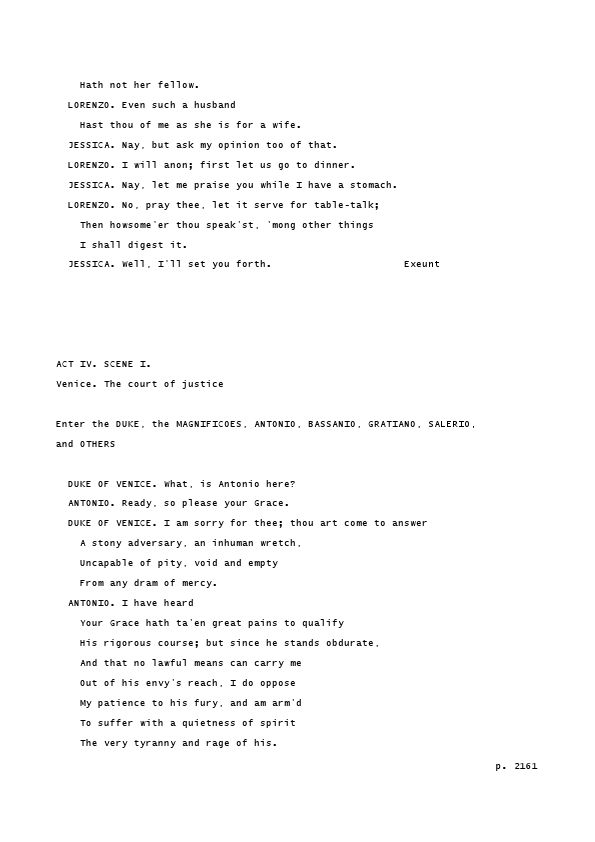 Hath not her fellow.
LORENZO. Even such a husband
Hast thou of me as she is for a wife.
JESSICA. Nay, but ask my opinion too of that.
LORENZO. I will anon; first let us go to dinner.
JESSICA. Nay, let me praise you while I have a stomach.
LORENZO. No, pray thee, let it serve for table-talk;
Then howsome'er thou speak'st, 'mong other things
I shall digest it.
JESSICA. Well, I'll set you forth. Exeunt
ACT IV. SCENE I.
Venice. The court of justice
Enter the DUKE, the MAGNIFICOES, ANTONIO, BASSANIO, GRATIANO, SALERIO,
and OTHERS
DUKE OF VENICE. What, is Antonio here?
ANTONIO. Ready, so please your Grace.
DUKE OF VENICE. I am sorry for thee; thou art come to answer
A stony adversary, an inhuman wretch,
Uncapable of pity, void and empty
From any dram of mercy.
ANTONIO. I have heard
Your Grace hath ta'en great pains to qualify
His rigorous course; but since he stands obdurate,
And that no lawful means can carry me
Out of his envy's reach, I do oppose
My patience to his fury, and am arm'd
To suffer with a quietness of spirit
The very tyranny and rage of his.
p. 2161